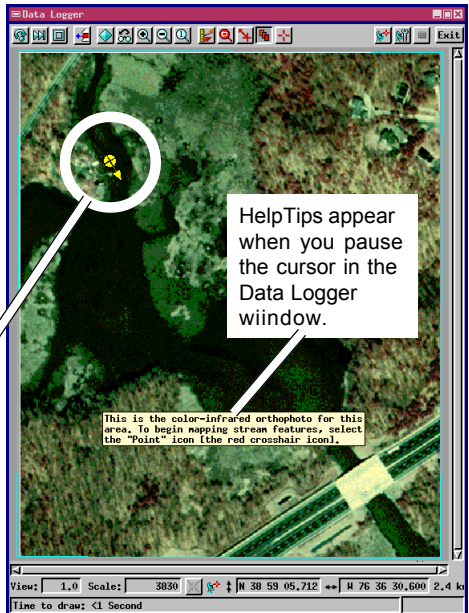 Data Logger
Exit
HelpTips appear
when you pause
the cursor in the
Data Logger
wiindow.
This is the color-infrared orthophoto for this
area. To begin mapping stream features, select
the "Point" icon [the red crosshair icon].
View: 1.0 Scale: 3830 N 38 59 05.712 W 76 36 30.600 2.4 k
Time to draw: <1 Second